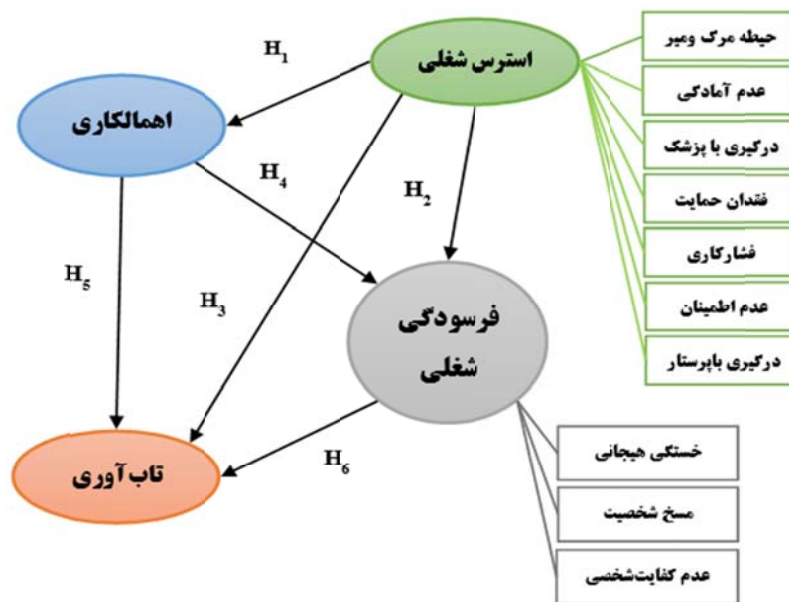 استرس شغلی
حیطه مرگ ومیر
عدم آمادگی
درگیری با پزشک
فقدان حمایت
فشارکاری
عدم اطمینان
درگیری باپرستار
H1
اهمالکاری
H4
H2
H5
H3
فرسودگی
شغلی
تاب‌آوری
H6
خستگی هیجانی
مسخ شخصیت
عدم کفایت‌شخصی